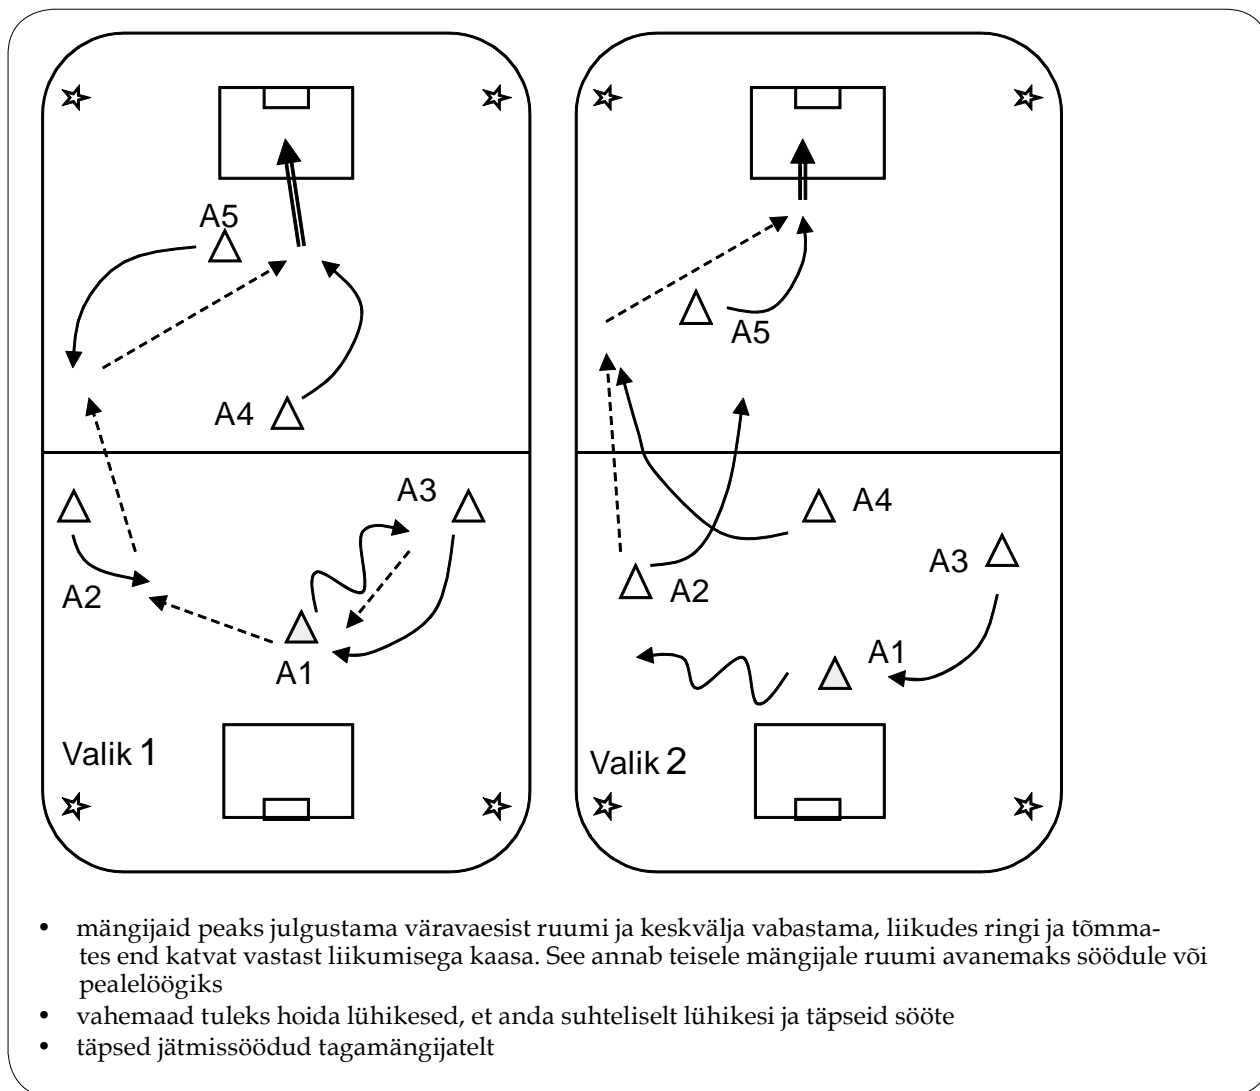 A5
A4
A3
A2
A1
Valik 1
A5
A4
A3
A2
A1
Valik 2
• mängijaid peaks julgustama väravaesist ruumi ja keskvälja vabastama, liikudes ringi ja tõmma-
tes end katvat vastast liikumisega kaasa. See annab teisele mängijale ruumi avanemaks söödule või
pealelöögiks
• vahemaad tuleks hoida lühikesed, et anda suhteliselt lühikesi ja täpseid sööte
• täpsed jätmissöödud tagamängijatelt